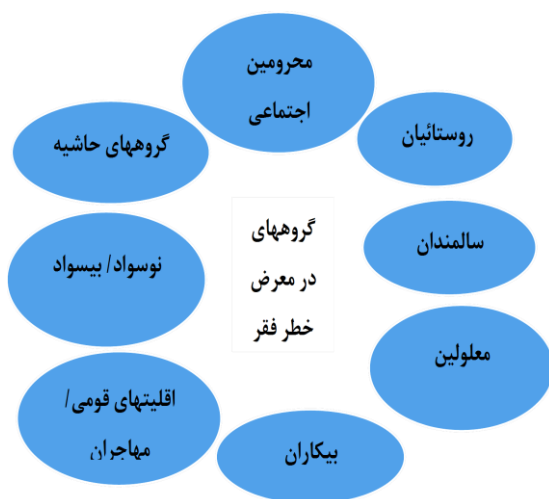 محرومین
اجتماعی
روستائیان
سالمندان
معلولین
بیکاران
اقلیتهای قومی/
مهاجران
نوسواد/ بیسواد
گروههای حاشیه
گروههای
در معرض
خطر فقر